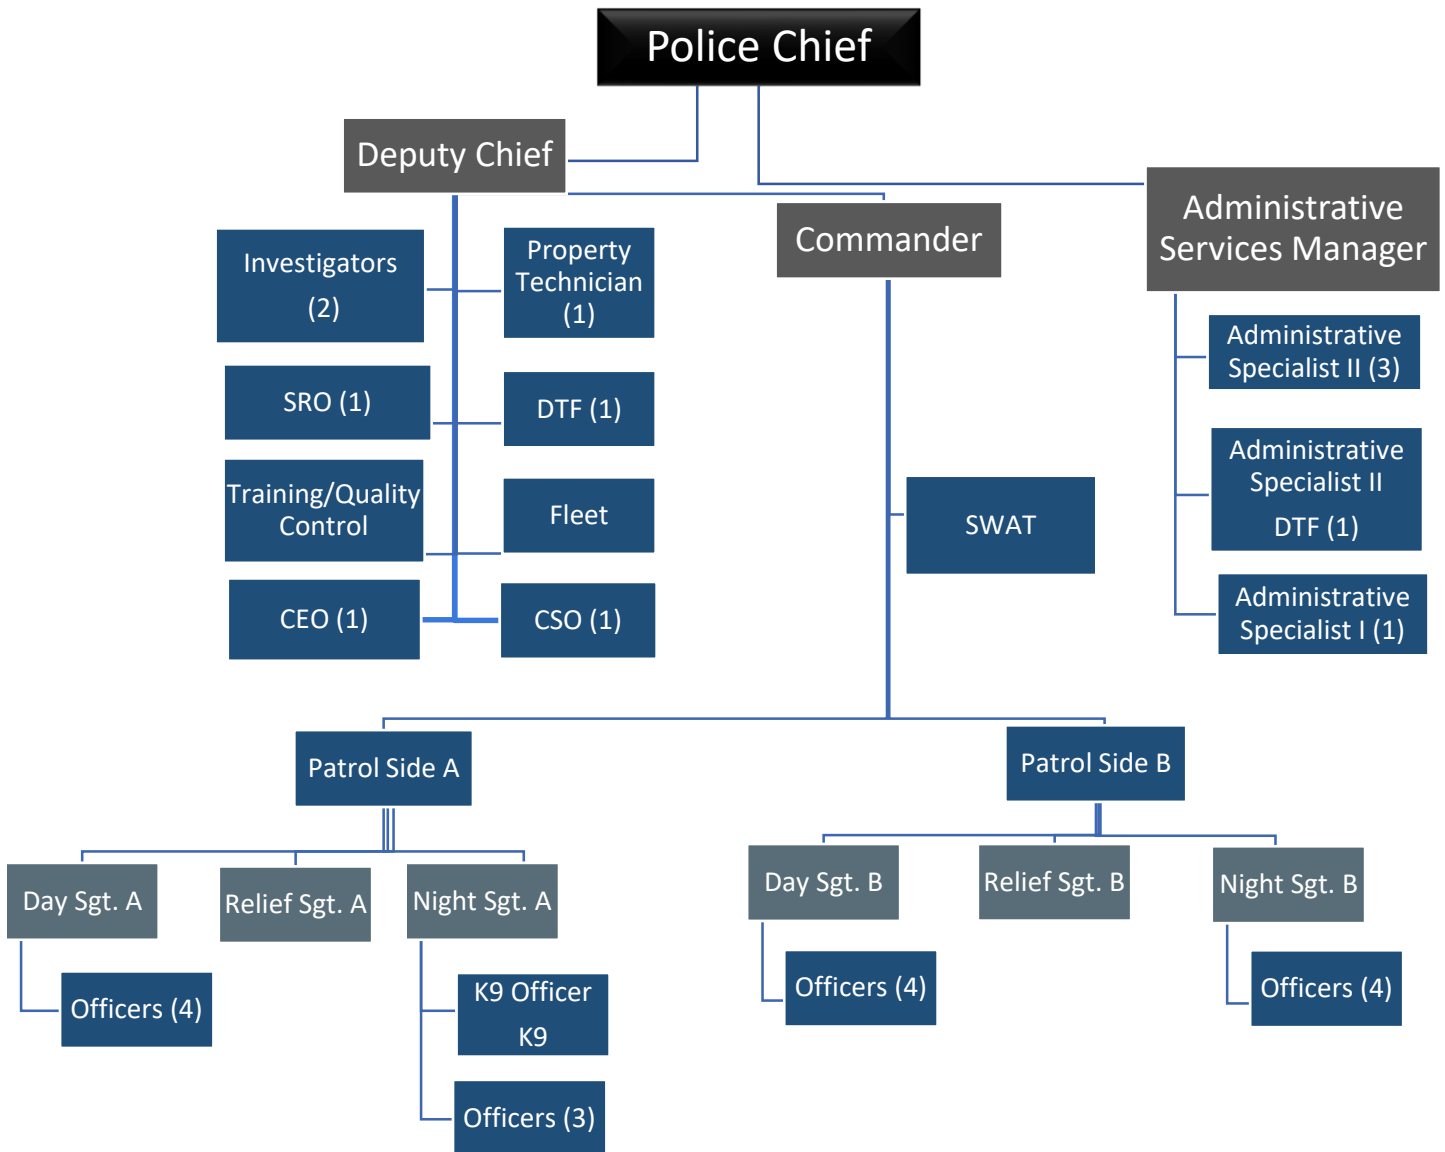 Police Chief
Deputy Chief
Commander
Administrative
Services Manager
Investigators
(2)
Property
Technician
(1)
SRO (1)
DTF (1)
Training/Quality
Control
Fleet
CEO (1)
CSO (1)
SWAT
Administrative
Specialist II (3)
Administrative
Specialist II
DTF (1)
Administrative
Specialist I (1)
Patrol Side A
Patrol Side B
Day Sgt. A
Relief Sgt. A
Night Sgt. A
Day Sgt. B
Relief Sgt. B
Night Sgt. B
Officers (4)
K9 Officer
K9
Officers (3)
Officers (4)
Officers (4)